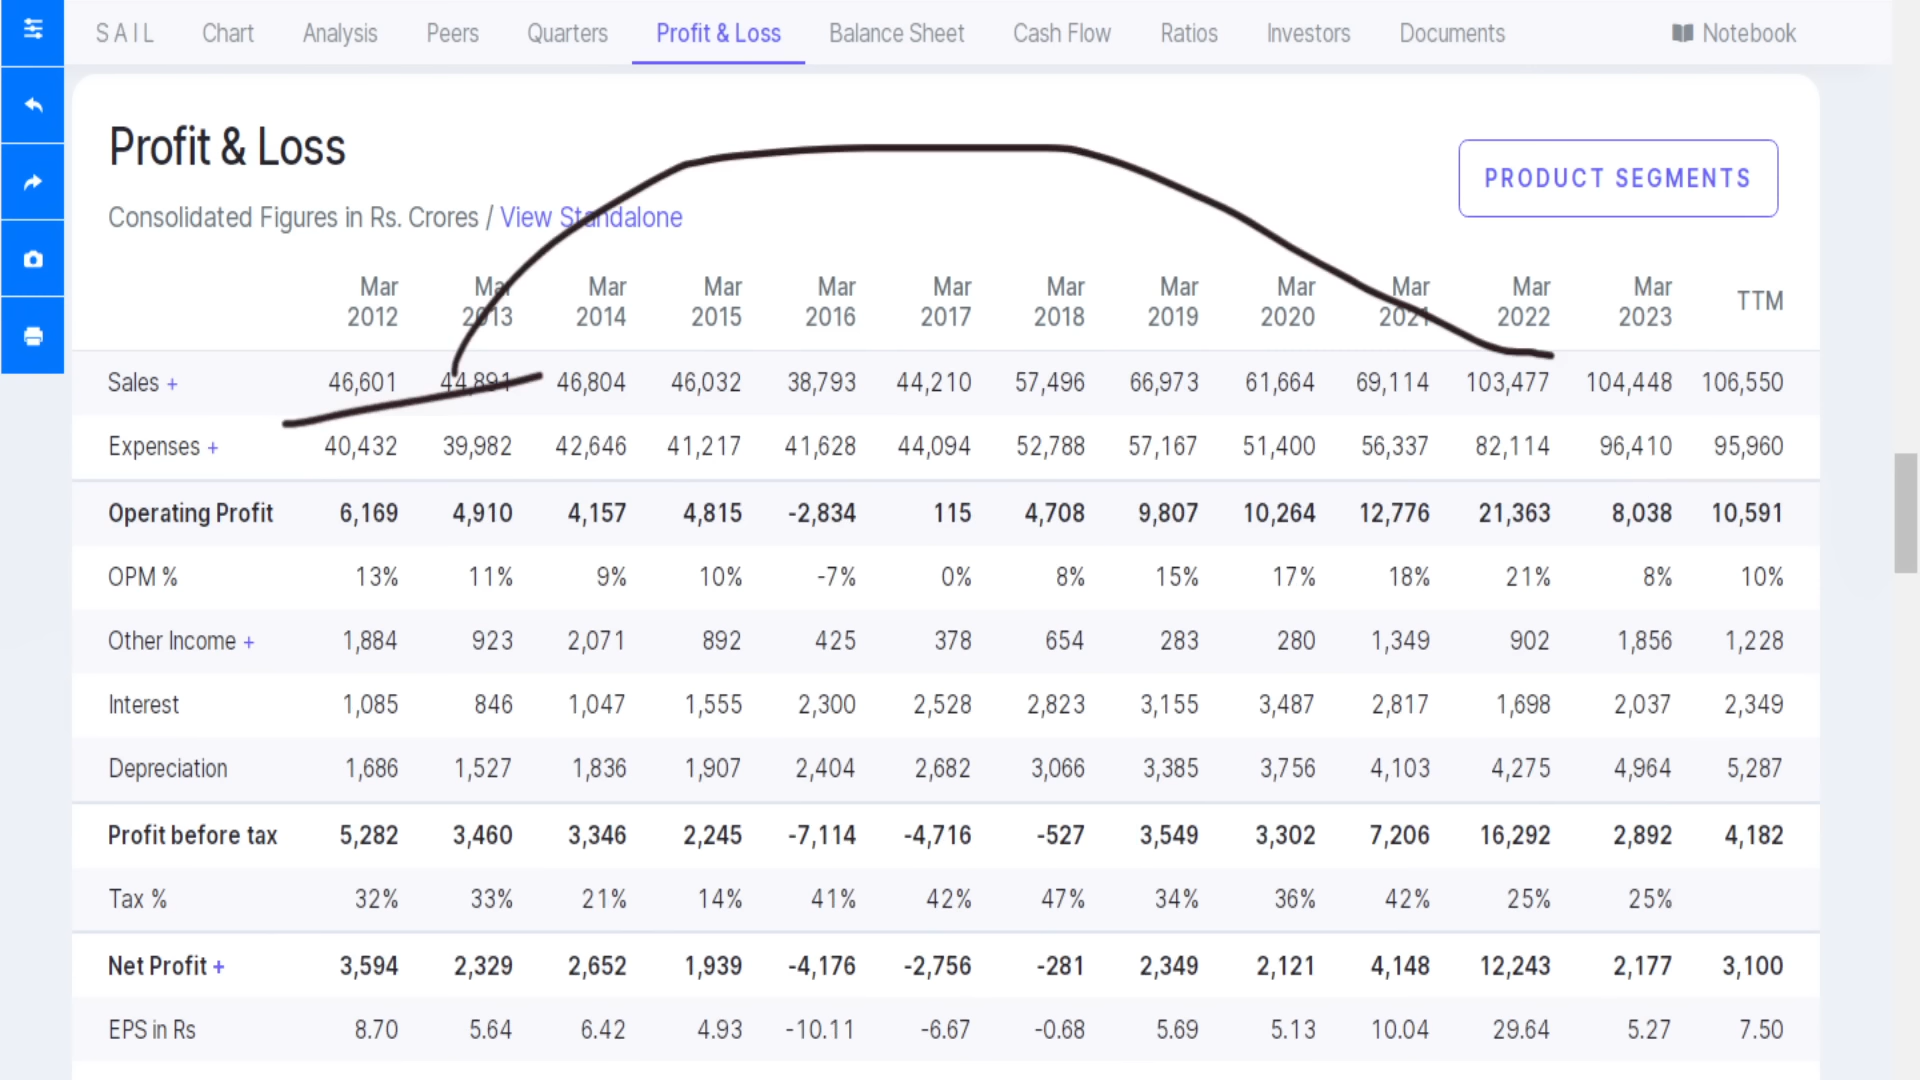 SAIL Chart Analysis Peers Quarters Profit & Loss Balance Sheet Cash Flow Ratios Investors Documents Notebook
Profit & Loss
PRODUCT SEGMENTS
Consolidated Figures in Rs. Crores / View Standalone
Mar 2012 Mar 2013 Mar 2014 Mar 2015 Mar 2016 Mar 2017 Mar 2018 Mar 2019 Mar 2020 Mar 2021 Mar 2022 Mar 2023 TTM
Sales + 46,601 44,891 46,804 46,032 38,793 44,210 57,496 66,973 61,664 69,114 103,477 104,448 106,550
Expenses + 40,432 39,982 42,646 41,217 41,628 44,094 52,788 57,167 51,400 56,337 82,114 96,410 95,960
Operating Profit 6,169 4,910 4,157 4,815 -2,834 115 4,708 9,807 10,264 12,776 21,363 8,038 10,591
OPM % 13% 11% 9% 10% -7% 0% 8% 15% 17% 18% 21% 8% 10%
Other Income + 1,884 923 2,071 892 425 378 654 283 280 1,349 902 1,856 1,228
Interest 1,085 846 1,047 1,555 2,300 2,528 2,823 3,155 3,487 2,817 1,698 2,037 2,349
Depreciation 1,686 1,527 1,836 1,907 2,404 2,682 3,066 3,385 3,756 4,103 4,275 4,964 5,287
Profit before tax 5,282 3,460 3,346 2,245 -7,114 -4,716 -527 3,549 3,302 7,206 16,292 2,892 4,182
Tax % 32% 33% 21% 14% 41% 42% 47% 34% 36% 42% 25% 25%
Net Profit + 3,594 2,329 2,652 1,939 -4,176 -2,756 -281 2,349 2,121 4,148 12,243 2,177 3,100
EPS in Rs 8.70 5.64 6.42 4.93 -10.11 -6.67 -0.68 5.69 5.13 10.04 29.64 5.27 7.50